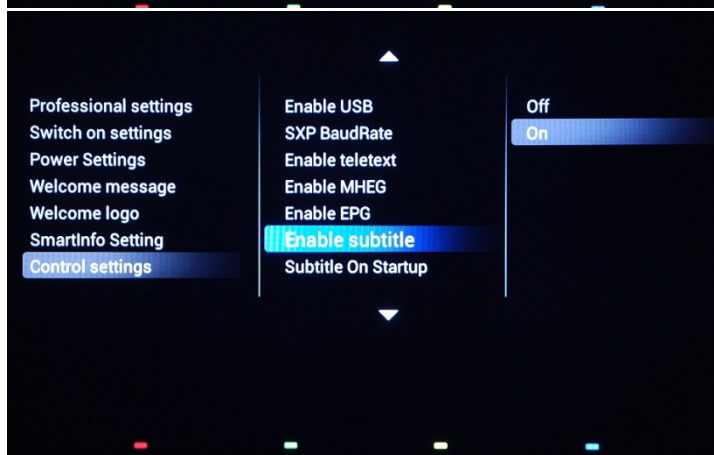 Professional settings
Switch on settings
Power Settings
Welcome message
Welcome logo
SmartInfo Setting
Control settings
Enable USB
SXP BaudRate
Enable teletext
Enable MHEG
Enable EPG
Enable subtitle
Subtitle On Startup
Off
On